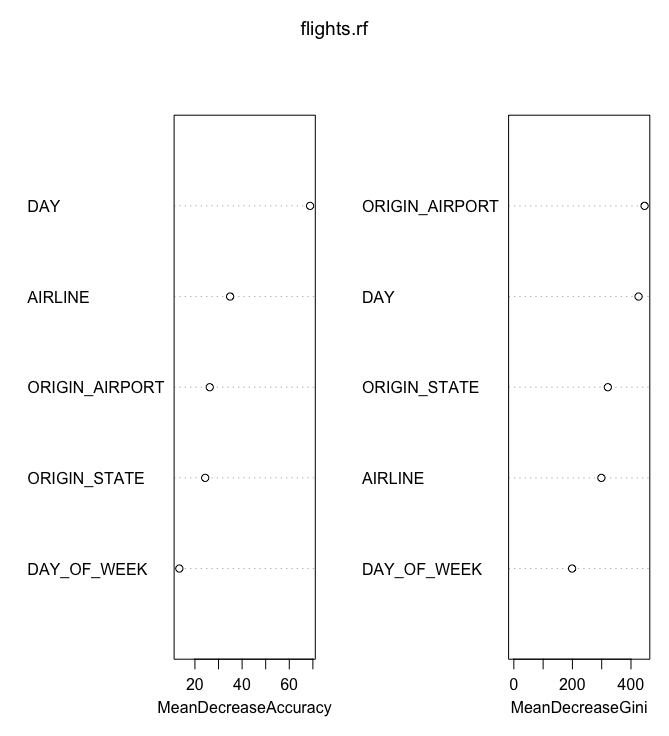 flights.rf
DAY
AIRLINE
ORIGIN_AIRPORT
ORIGIN_STATE
DAY_OF_WEEK
20 40 60
MeanDecreaseAccuracy
ORIGIN_AIRPORT
DAY
ORIGIN_STATE
AIRLINE
DAY_OF_WEEK
0 200 400
MeanDecreaseGini